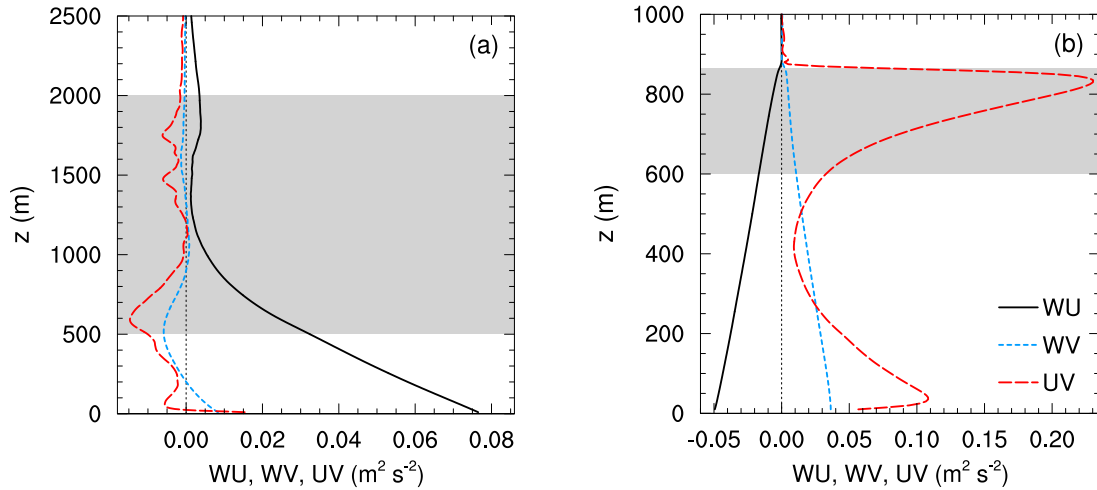 (a)
2500
2000
1500
1000
500
0
z (m)
0.00 0.02 0.04 0.06 0.08
WU, WV, UV (m² s⁻²)
(b)
1000
800
600
400
200
0
z (m)
WU
WV
UV
-0.05 0.00 0.05 0.10 0.15 0.20
WU, WV, UV (m² s⁻²)